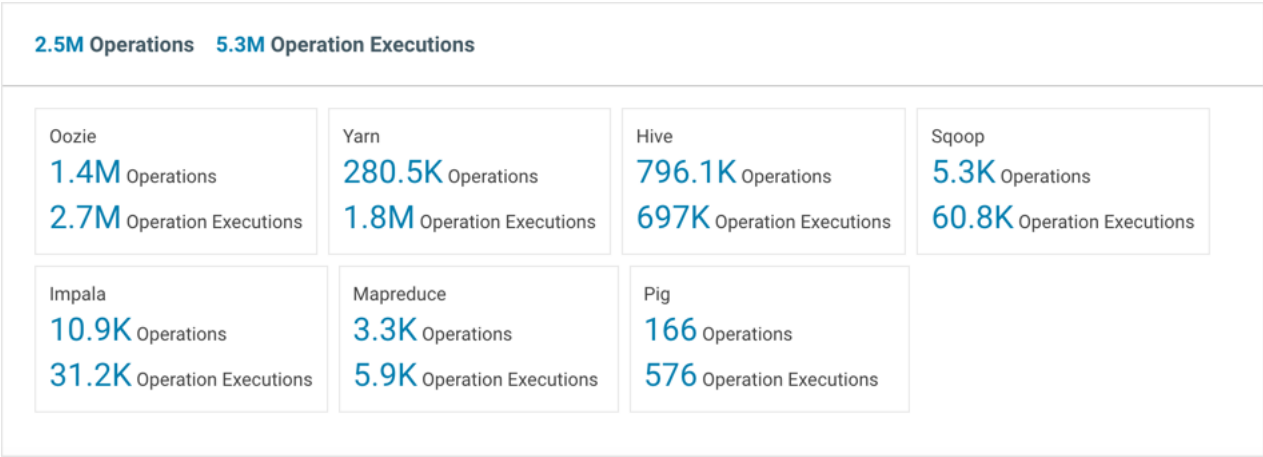 2.5M Operations 5.3M Operation Executions
Oozie
1.4M Operations
2.7M Operation Executions
Yarn
280.5K Operations
1.8M Operation Executions
Hive
796.1K Operations
697K Operation Executions
Sqoop
5.3K Operations
60.8K Operation Executions
Impala
10.9K Operations
31.2K Operation Executions
Mapreduce
3.3K Operations
5.9K Operation Executions
Pig
166 Operations
576 Operation Executions